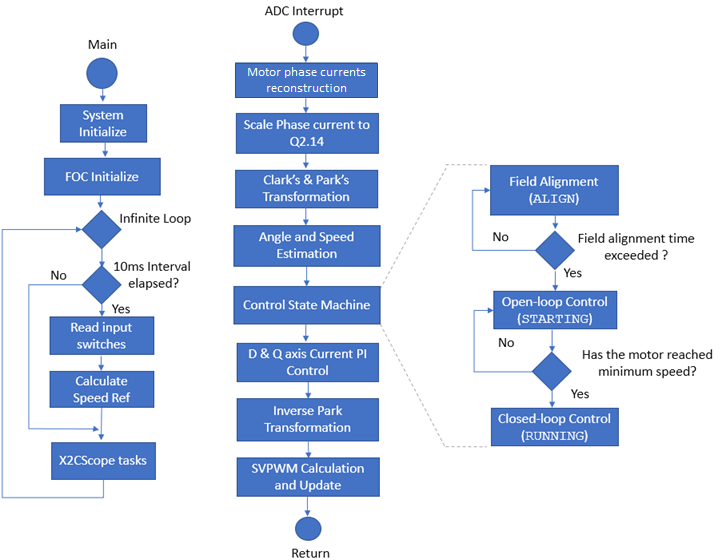 Main
System
Initialize
FOC Initialize
Infinite Loop
10ms Interval
elapsed?
No
Yes
Read input
switches
Calculate
Speed Ref
X2CScope tasks
ADC Interrupt
Motor phase currents
reconstruction
Scale Phase current to
Q2.14
Clark's & Park's
Transformation
Angle and Speed
Estimation
Control State Machine
D & Q axis Current PI
Control
Inverse Park
Transformation
SVPWM Calculation
and Update
Return
Field Alignment
(ALIGN)
No
Field alignment time
exceeded ?
Yes
Open-loop Control
(STARTING)
No
Has the motor reached
minimum speed?
Yes
Closed-loop Control
(RUNNING)